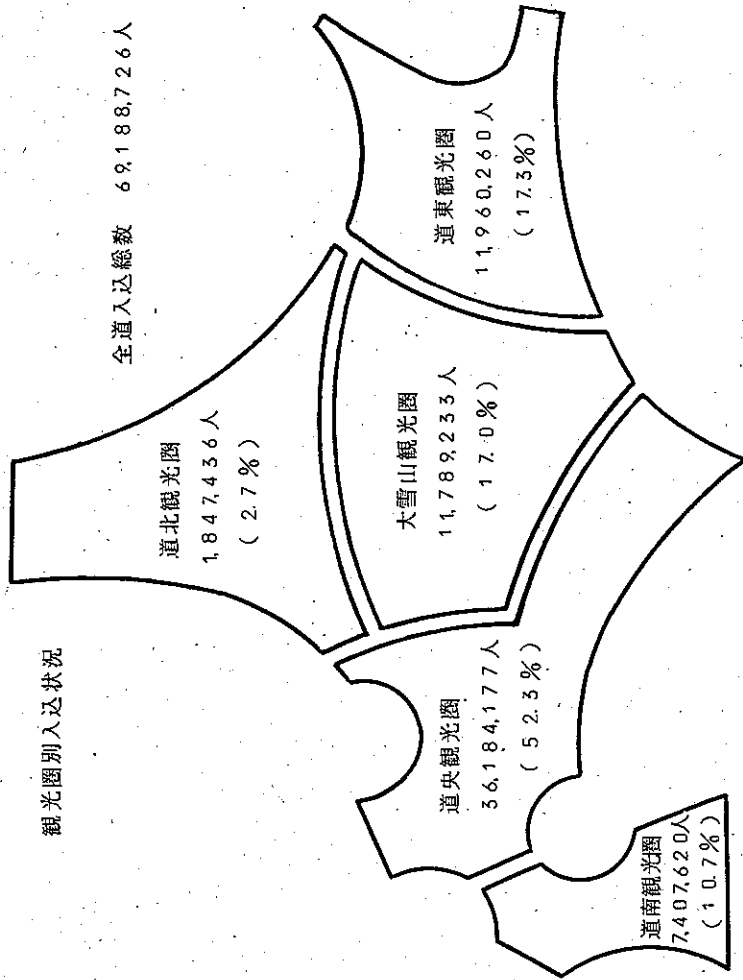 観光圏別入込状況
全道入込総数 69,188,726人
道北観光圏
1,847,436人
(2.7%)
道東観光圏
11,960,260人
(17.3%)
大雪山観光圏
11,789,233人
(17.0%)
道央観光圏
36,184,177人
(52.3%)
道南観光圏
7,407,620人
(10.7%)